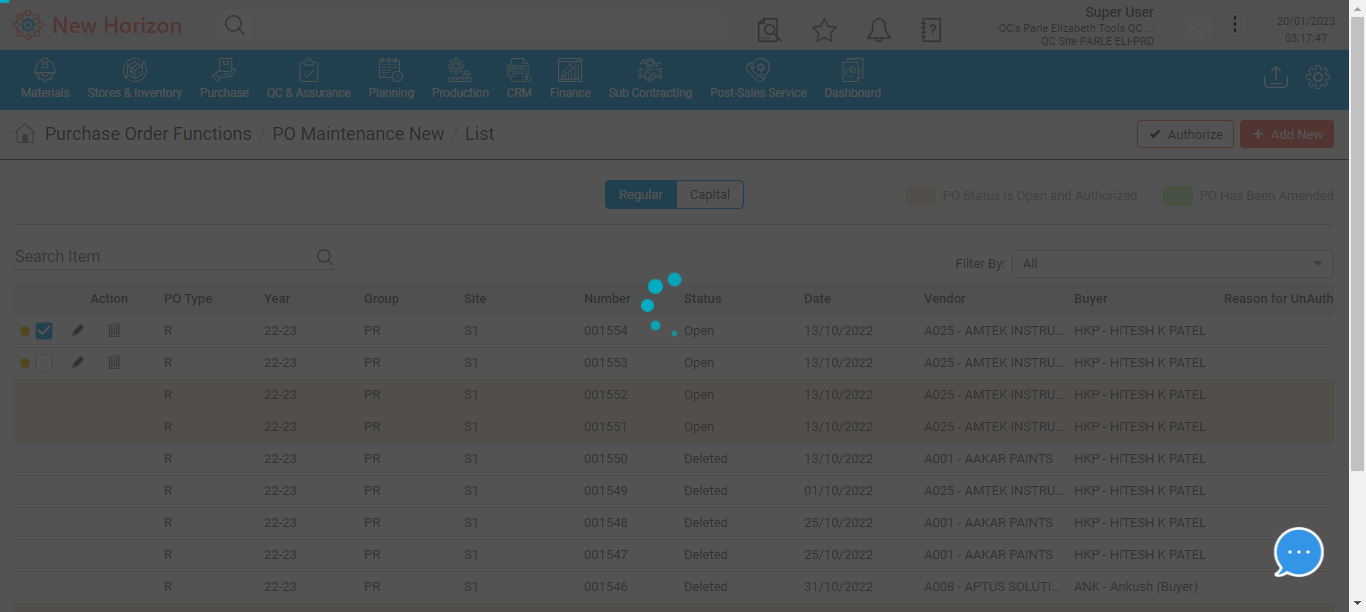 New Horizon
Super User
QC's Parle Elizabeth Tools QC ...
QC Site PARLE ELI-PRD
20/01/2023
03:17:47
Materials Stores & Inventory Purchase QC & Assurance Planning Production CRM Finance Sub Contracting Post-Sales Service Dashboard
Purchase Order Functions / PO Maintenance New / List
Authorize
+ Add New
Regular Capital
PO Status is Open and Authorized PO Has Been Amended
Search Item
Filter By: All
Action PO Type Year Group Site Number Status Date Vendor Buyer Reason for UnAuth
R 22-23 PR S1 001554 Open 13/10/2022 A025 - AMTEK INSTRU... HKP - HITESH K PATEL
R 22-23 PR S1 001553 Open 13/10/2022 A025 - AMTEK INSTRU... HKP - HITESH K PATEL
R 22-23 PR S1 001552 Open 13/10/2022 A025 - AMTEK INSTRU... HKP - HITESH K PATEL
R 22-23 PR S1 001551 Open 13/10/2022 A025 - AMTEK INSTRU... HKP - HITESH K PATEL
R 22-23 PR S1 001550 Deleted 13/10/2022 A001 - AAKAR PAINTS HKP - HITESH K PATEL
R 22-23 PR S1 001549 Deleted 01/10/2022 A025 - AMTEK INSTRU... HKP - HITESH K PATEL
R 22-23 PR S1 001548 Deleted 25/10/2022 A001 - AAKAR PAINTS HKP - HITESH K PATEL
R 22-23 PR S1 001547 Deleted 25/10/2022 A001 - AAKAR PAINTS HKP - HITESH K PATEL
R 22-23 PR S1 001546 Deleted 31/10/2022 A008 - APTUS SOLUTI... ANK - Ankush (Buyer)